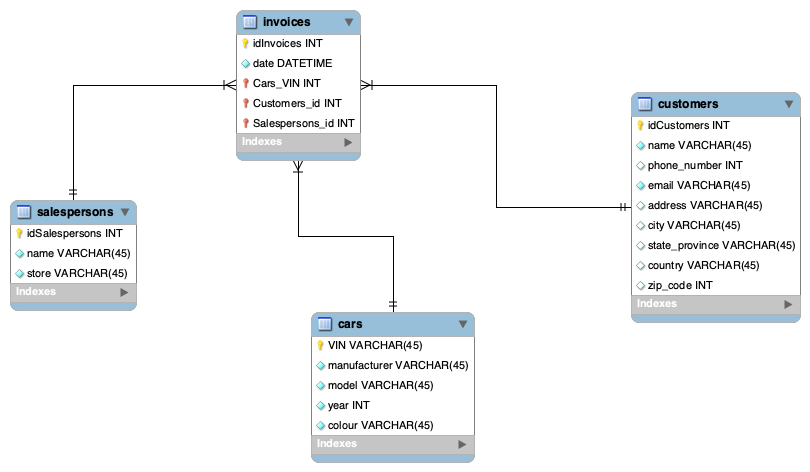 invoices
idInvoices INT
date DATETIME
Cars_VIN INT
Customers_id INT
Salespersons_id INT
Indexes
customers
idCustomers INT
name VARCHAR(45)
phone_number INT
email VARCHAR(45)
address VARCHAR(45)
city VARCHAR(45)
state_province VARCHAR(45)
country VARCHAR(45)
zip_code INT
Indexes
salespersons
idSalespersons INT
name VARCHAR(45)
store VARCHAR(45)
Indexes
cars
VIN VARCHAR(45)
manufacturer VARCHAR(45)
model VARCHAR(45)
year INT
colour VARCHAR(45)
Indexes